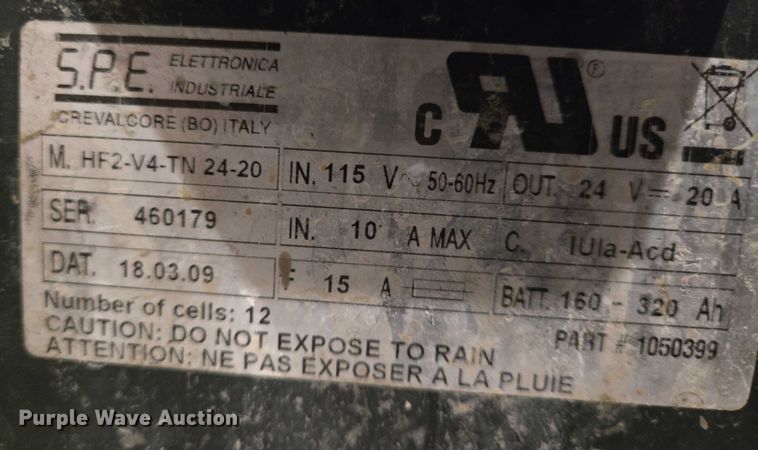 S.P.E. ELETTRONICA INDUSTRIALE
CREVALCORE (BO) ITALY
C RU ® US
M. HF2-V4-TN 24-20 IN. 115 V~ 50-60Hz OUT. 24 V⎓ 20 A
SER. 460179 IN. 10 A MAX C. IUIa-Acd
DAT. 18.03.09 F 15 A BATT. 160 - 320 Ah
Number of cells: 12 PART # 1050399
CAUTION: DO NOT EXPOSE TO RAIN
ATTENTION: NE PAS EXPOSER A LA PLUIE
Purple Wave Auction